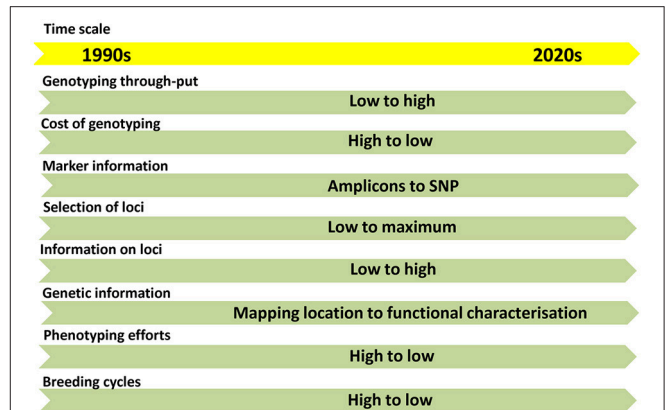 Time scale
1990s 2020s
Genotyping through-put
Low to high
Cost of genotyping
High to low
Marker information
Amplicons to SNP
Selection of loci
Low to maximum
Information on loci
Low to high
Genetic information
Mapping location to functional characterisation
Phenotyping efforts
High to low
Breeding cycles
High to low